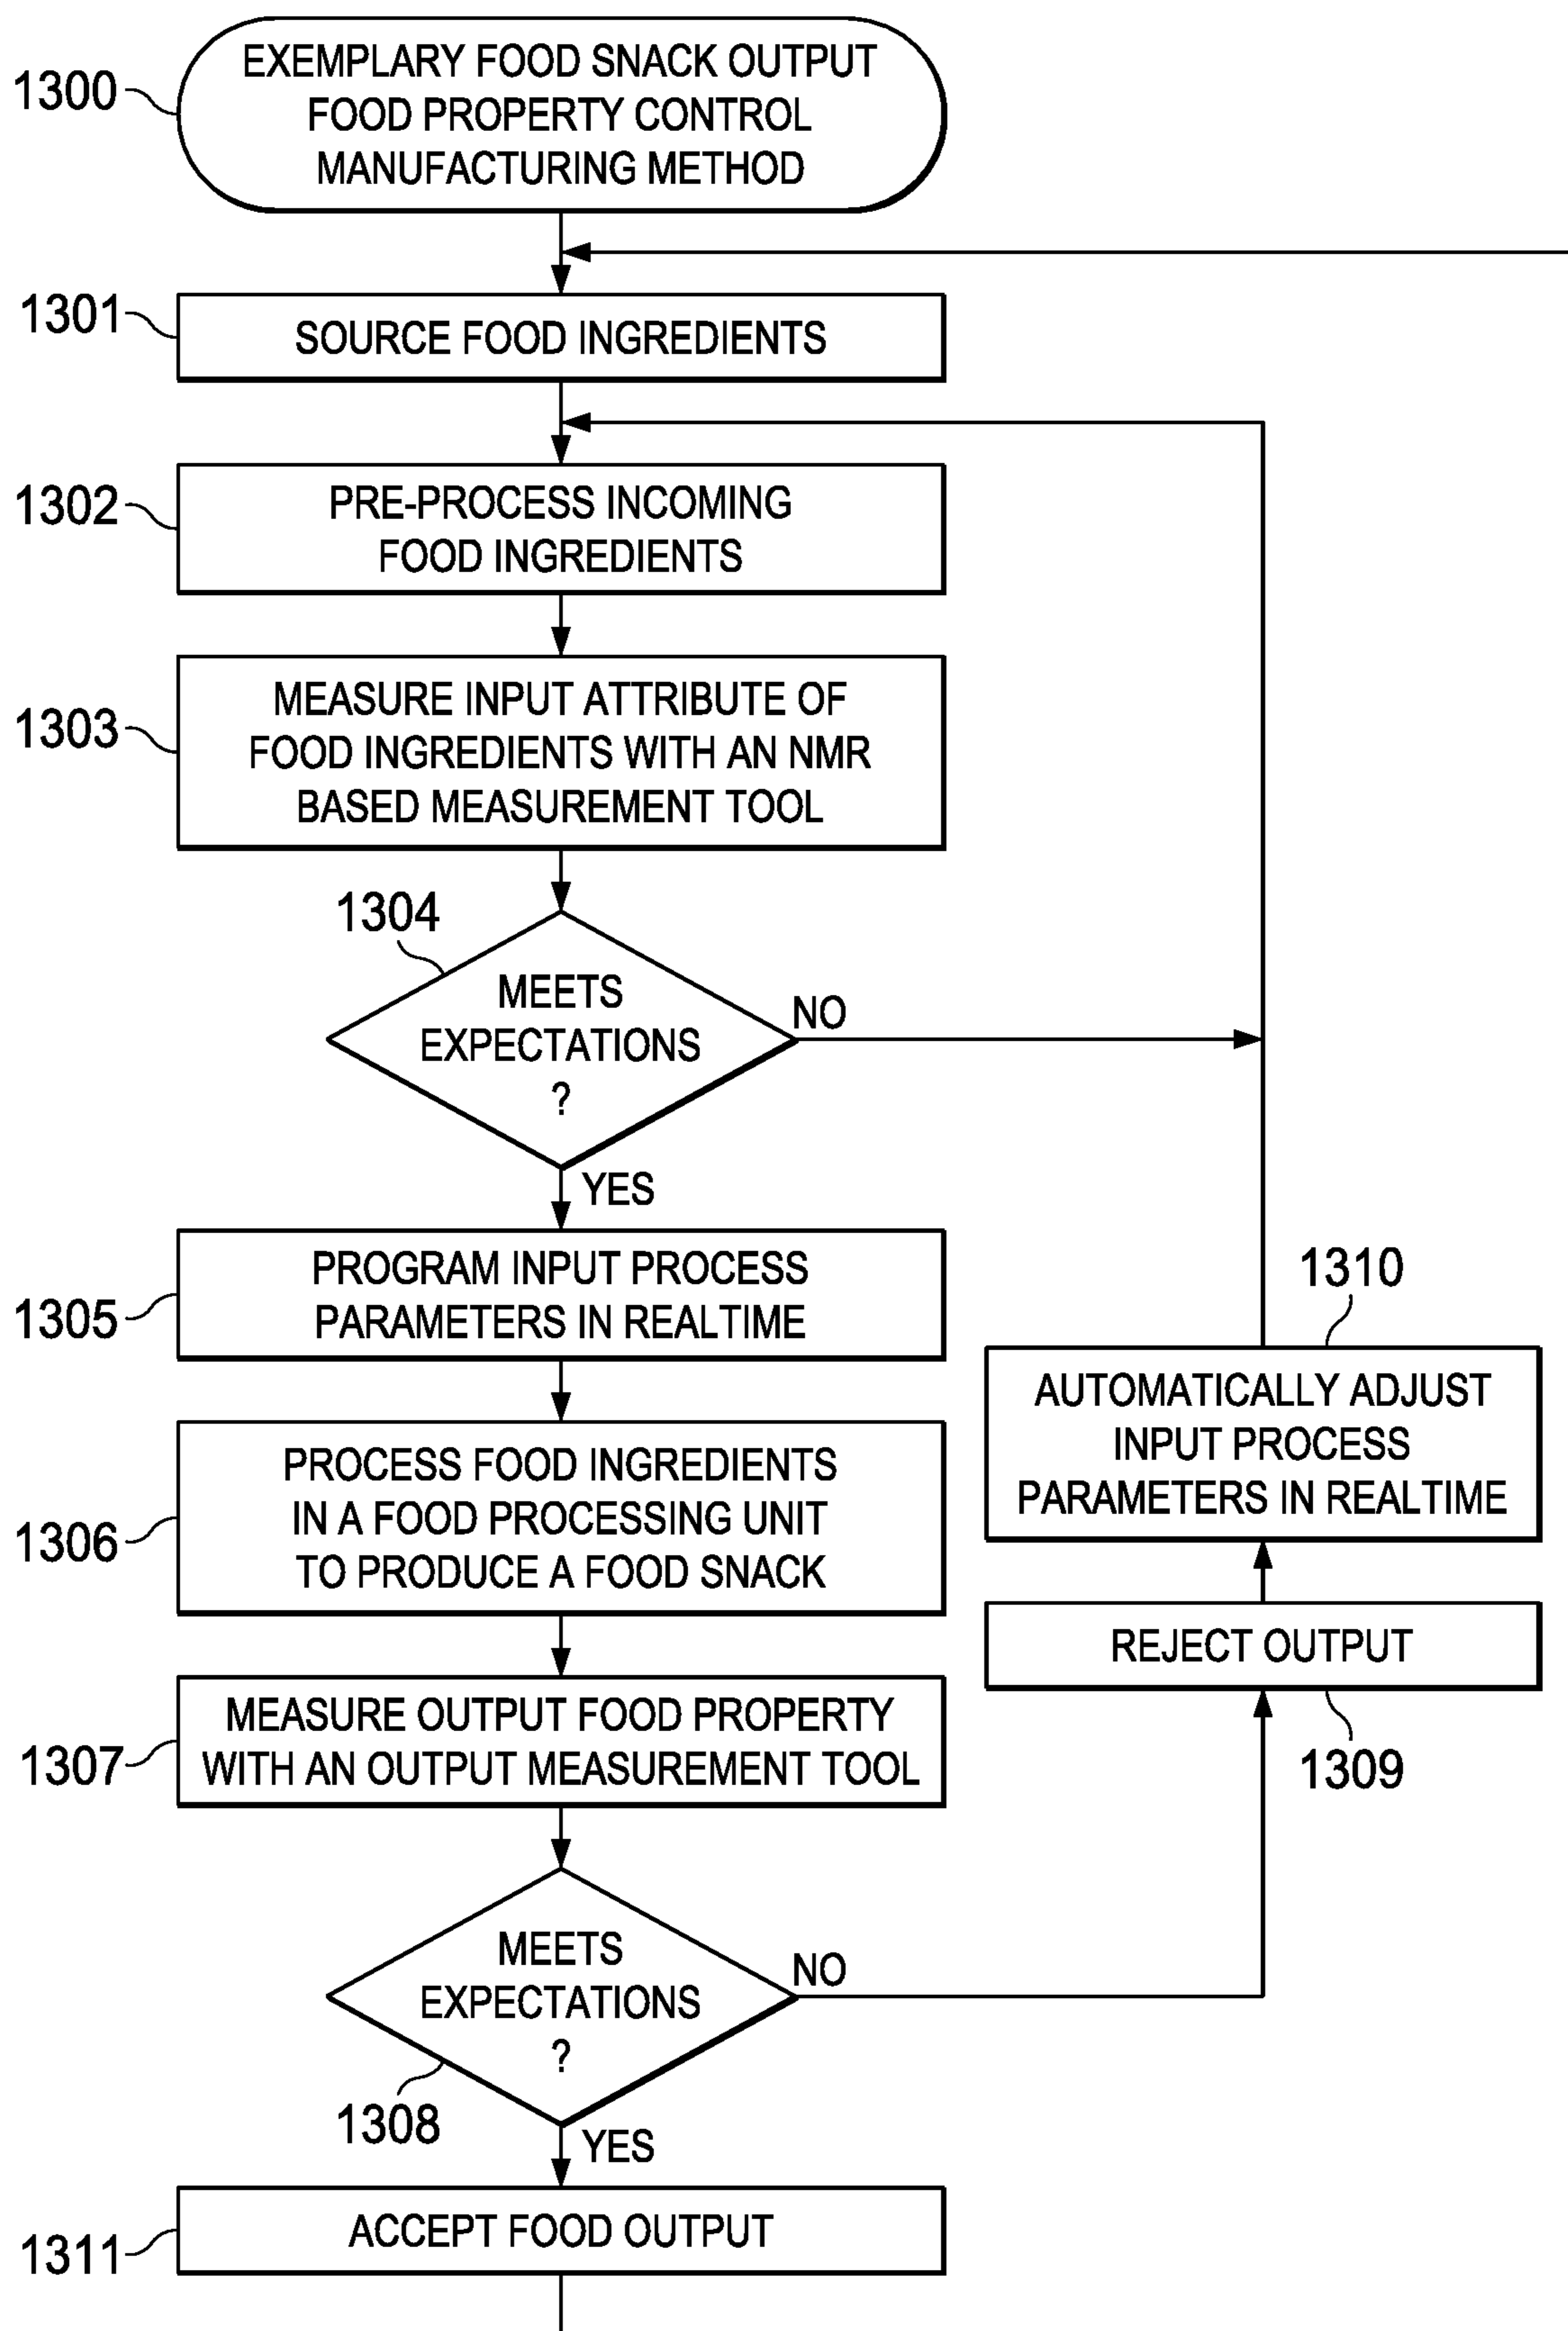 1300
EXEMPLARY FOOD SNACK OUTPUT
FOOD PROPERTY CONTROL
MANUFACTURING METHOD
1301
SOURCE FOOD INGREDIENTS
1302
PRE-PROCESS INCOMING
FOOD INGREDIENTS
1303
MEASURE INPUT ATTRIBUTE OF
FOOD INGREDIENTS WITH AN NMR
BASED MEASUREMENT TOOL
1304
MEETS
EXPECTATIONS
?
NO
YES
1305
PROGRAM INPUT PROCESS
PARAMETERS IN REALTIME
1306
PROCESS FOOD INGREDIENTS
IN A FOOD PROCESSING UNIT
TO PRODUCE A FOOD SNACK
1307
MEASURE OUTPUT FOOD PROPERTY
WITH AN OUTPUT MEASUREMENT TOOL
1308
MEETS
EXPECTATIONS
?
NO
YES
1309
REJECT OUTPUT
1310
AUTOMATICALLY ADJUST
INPUT PROCESS
PARAMETERS IN REALTIME
1311
ACCEPT FOOD OUTPUT